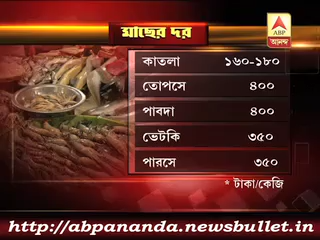 মাছের দর
ABP
আনন্দ
কাতলা ১৬০-১৮০
তোপসে ৪০০
পাবদা ৪০০
ভেটকি ৩৫০
পারসে ৩৫০
* টাকা/কেজি
http://abpananda.newsbullet.in